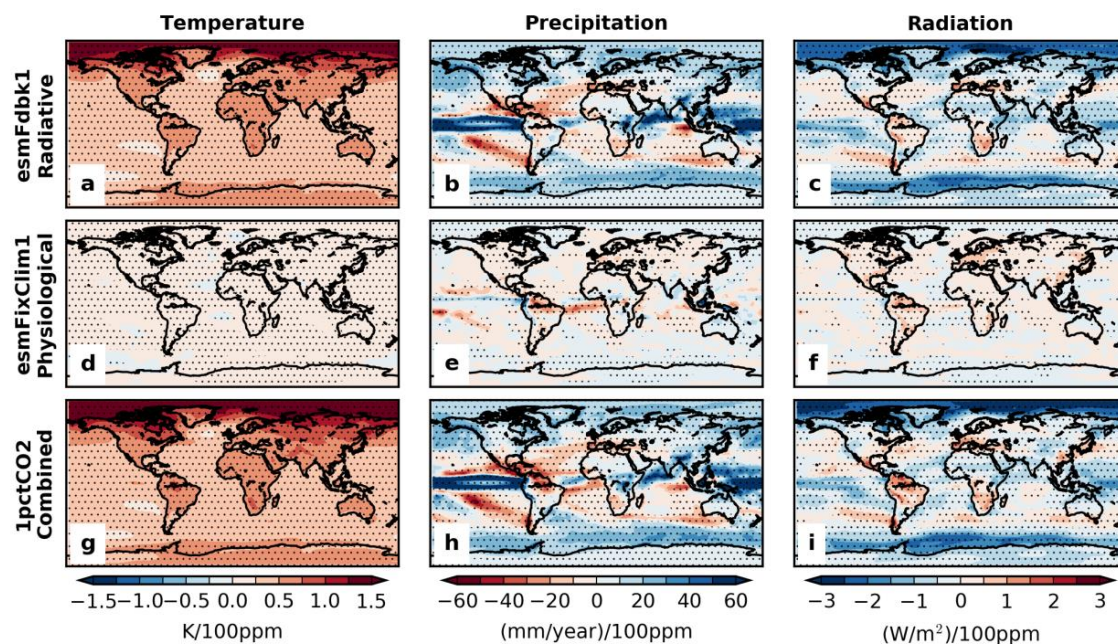 Temperature Precipitation Radiation
esmFdbk1
Radiative
a b c
esmFixClim1
Physiological
d e f
1pctCO2
Combined
g h i
−1.5 −1.0 −0.5 0.0 0.5 1.0 1.5 −60 −40 −20 0 20 40 60 −3 −2 −1 0 1 2 3
K/100ppm (mm/year)/100ppm (W/m²)/100ppm